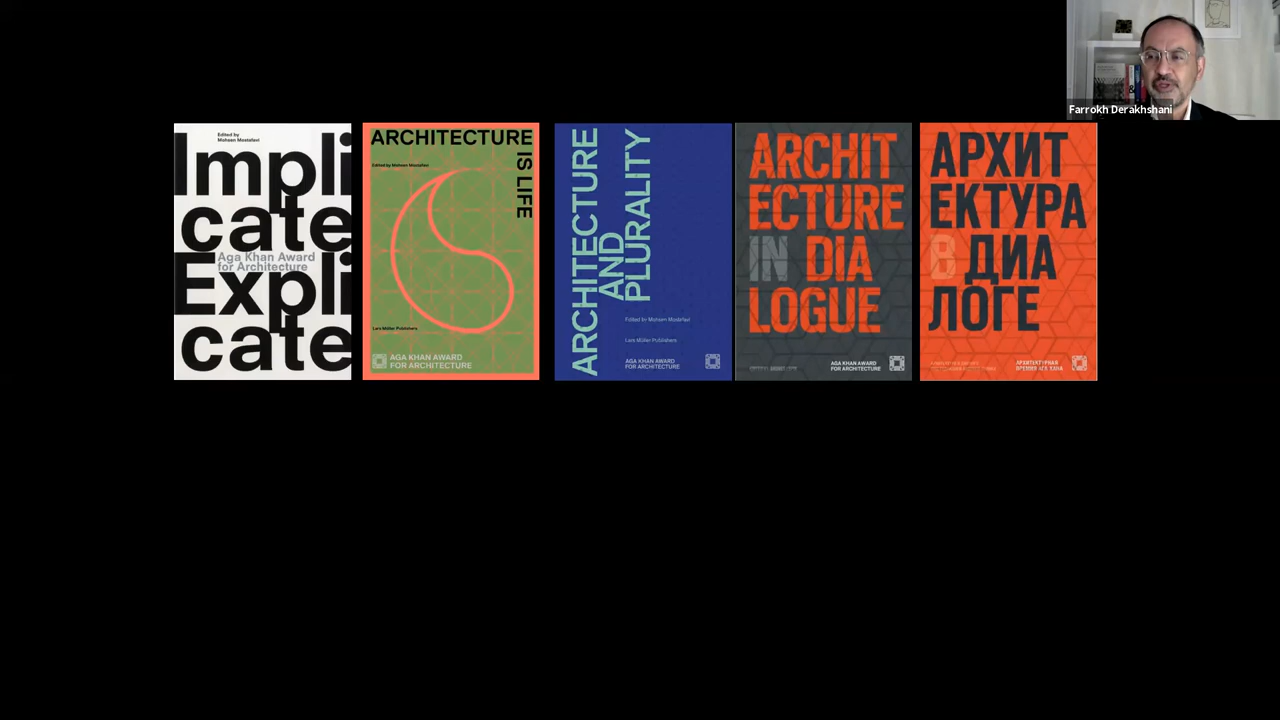 Farrokh Derakhshani
Edited by
Mohsen Mostafavi
Impli
cate
Aga Khan Award
for Architecture
Expli
cate
ARCHITECTURE
IS LIFE
Edited by Mohsen Mostafavi
Lars Müller Publishers
AGA KHAN AWARD
FOR ARCHITECTURE
ARCHITECTURE
AND
PLURALITY
Edited by Mohsen Mostafavi
Lars Müller Publishers
AGA KHAN AWARD
FOR ARCHITECTURE
ARCHIT
ECTURE
IN DIA
LOGUE
AGA KHAN AWARD
FOR ARCHITECTURE
АРХИТ
ЕКТУРА
В ДИА
ЛОГЕ
АРХИТЕКТУРНАЯ
ПРЕМИЯ АГА ХАНА